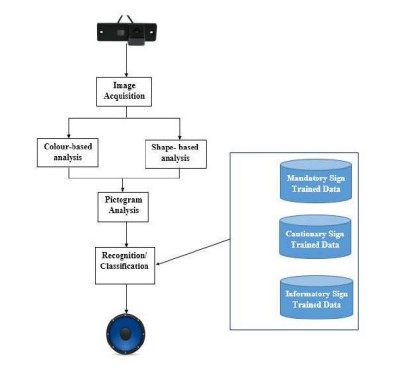 Image
Acquisition
Colour-based
analysis
Shape- based
analysis
Pictogram
Analysis
Recognition/
Classification
Mandatory Sign
Trained Data
Cautionary Sign
Trained Data
Informatory Sign
Trained Data